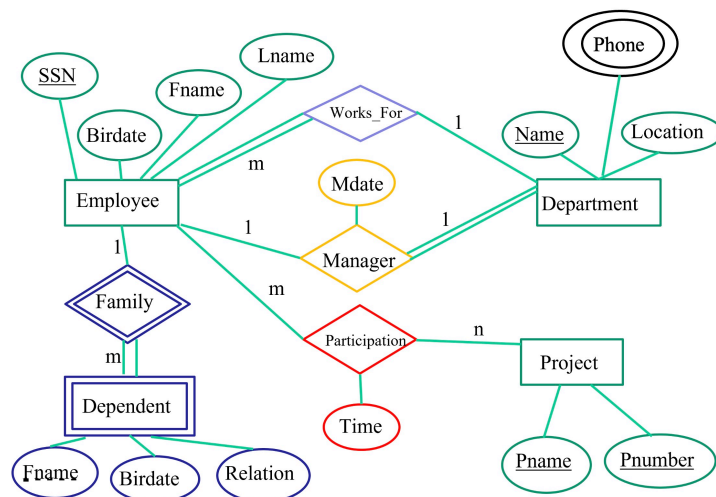 Phone
Lname
SSN
Fname
Works_For
1
Name
Location
Birdate
m
Mdate
Employee
Department
1
1
Manager
1
m
Family
Participation
n
Project
m
Dependent
Time
Fname
Birdate
Relation
Pname
Pnumber